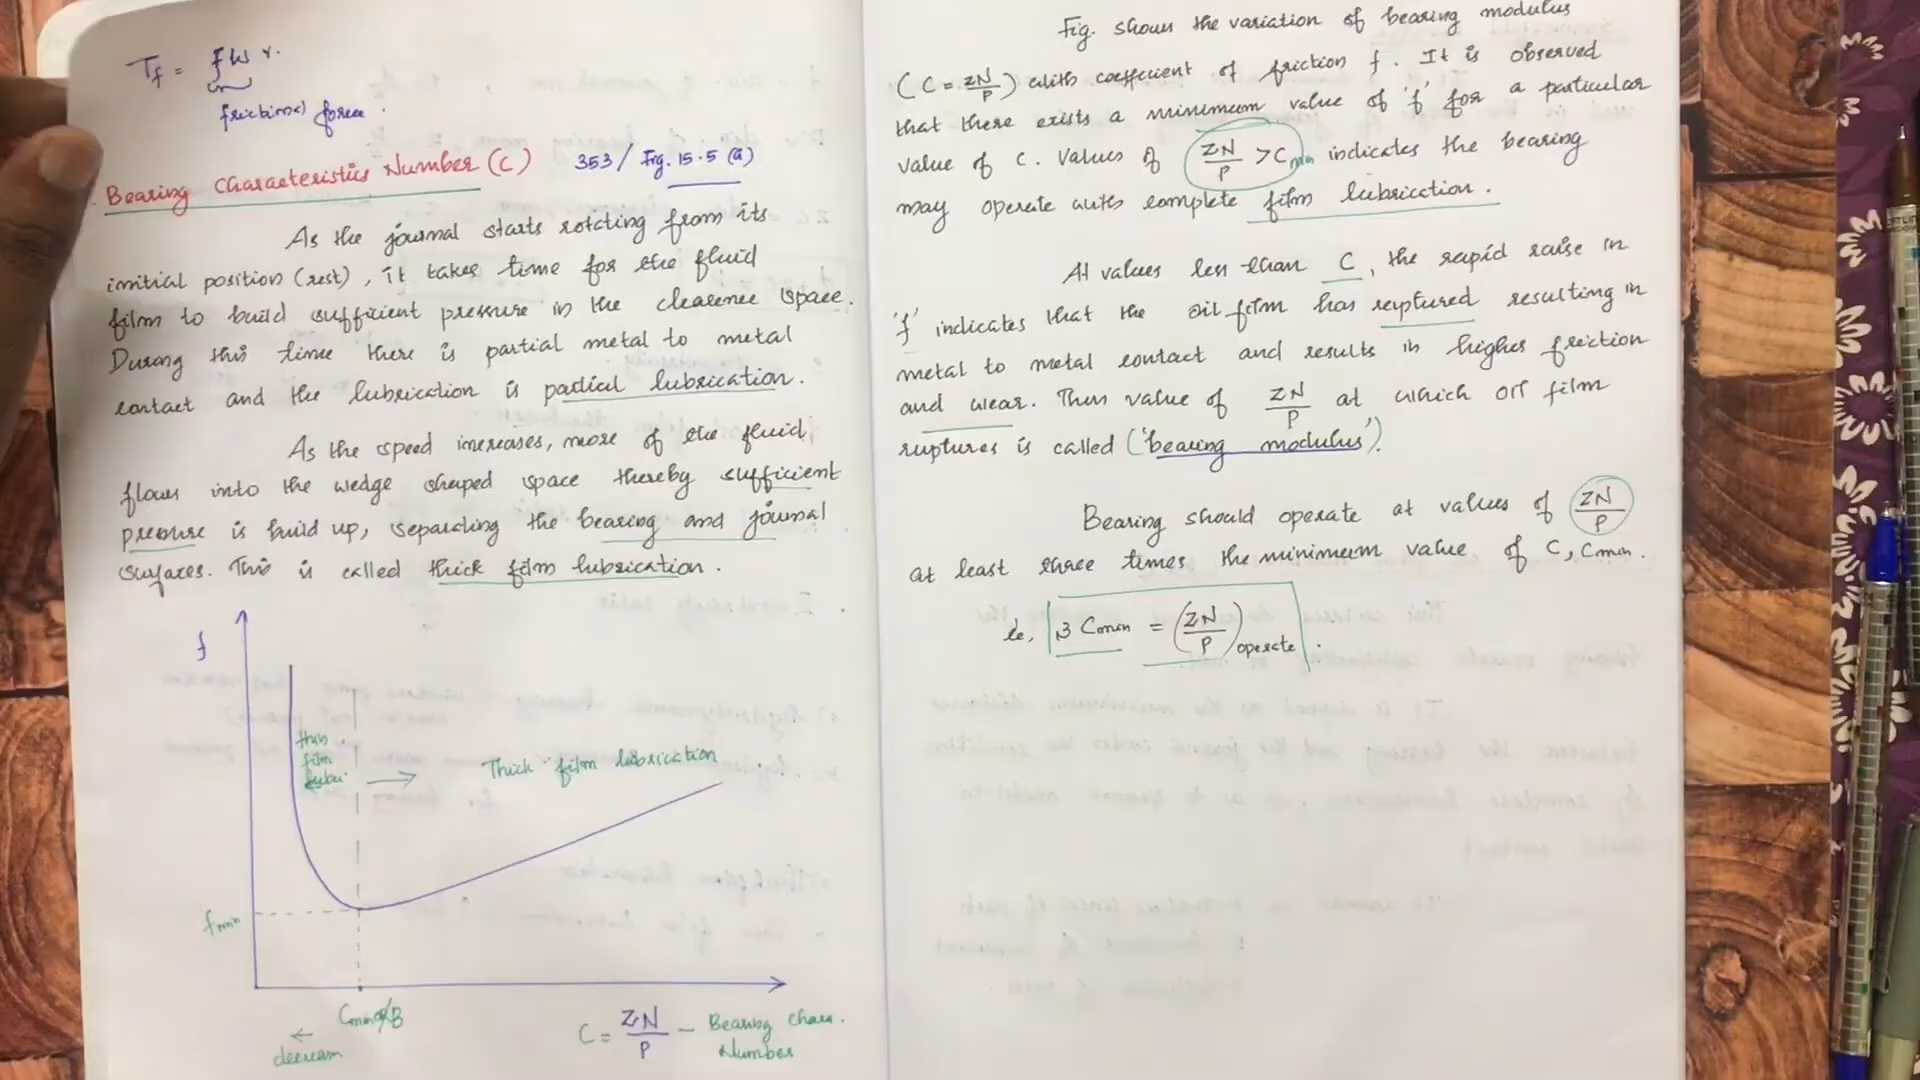 Tf = fW r.
frictional force.
Bearing Characteristics Number (C) 353/ Fig. 15.5 (a)
As the journal starts rotating from its
initial position (rest), it takes time for the fluid
film to build sufficient pressure in the clearence space.
During this time there is partial metal to metal
contact and the lubrication is partial lubrication.
As the speed increases, more of the fluid
flows into the wedge shaped space thereby sufficient
pressure is build up, separating the bearing and journal
surfaces. This is called thick film lubrication.
f
thin
film
lubri
Thick film lubrication
fmin
Cmin
decrease
C = ZN/P - Bearing Chara.
Number
Fig. shows the variation of bearing modulus
(C = ZN/P) with coefficient of friction f. It is observed
that there exists a minimum value of 'f' for a particular
value of C. Values of ZN/P > Cmin indicates the bearing
may operate with complete film lubrication.
At values less than C, the rapid raise in
'f' indicates that the oil film has ruptured resulting in
metal to metal contact and results in higher friction
and wear. Thus value of ZN/P at which oil film
ruptures is called ('bearing modulus').
Bearing should operate at values of ZN/P
at least three times the minimum value of C, Cmin.
ie, 3 Cmin = (ZN/P)operate.